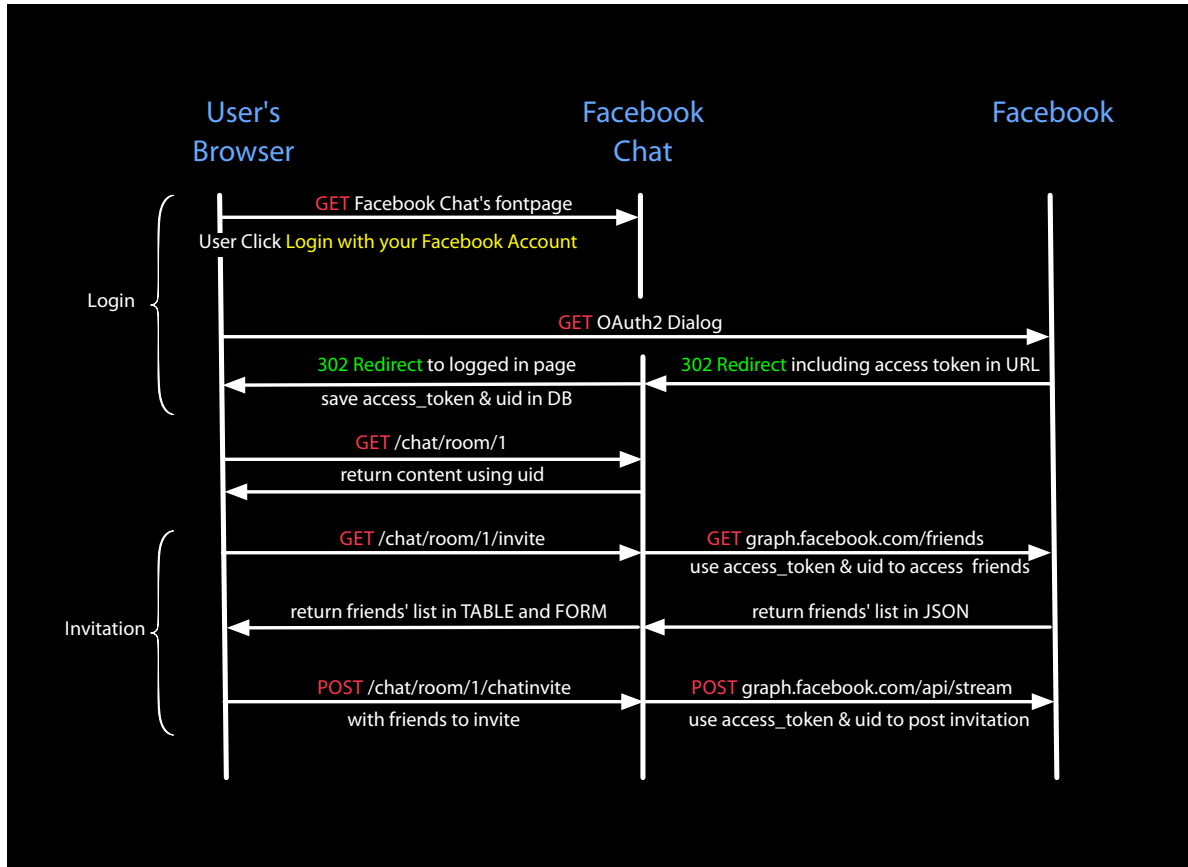 User's
Browser
Facebook
Chat
Facebook
GET Facebook Chat's fontpage
User Click Login with your Facebook Account
Login
GET OAuth2 Dialog
302 Redirect to logged in page
302 Redirect including access token in URL
save access_token & uid in DB
GET /chat/room/1
return content using uid
GET /chat/room/1/invite
GET graph.facebook.com/friends
use access_token & uid to access friends
return friends' list in TABLE and FORM
return friends' list in JSON
Invitation
POST /chat/room/1/chatinvite
POST graph.facebook.com/api/stream
with friends to invite
use access_token & uid to post invitation